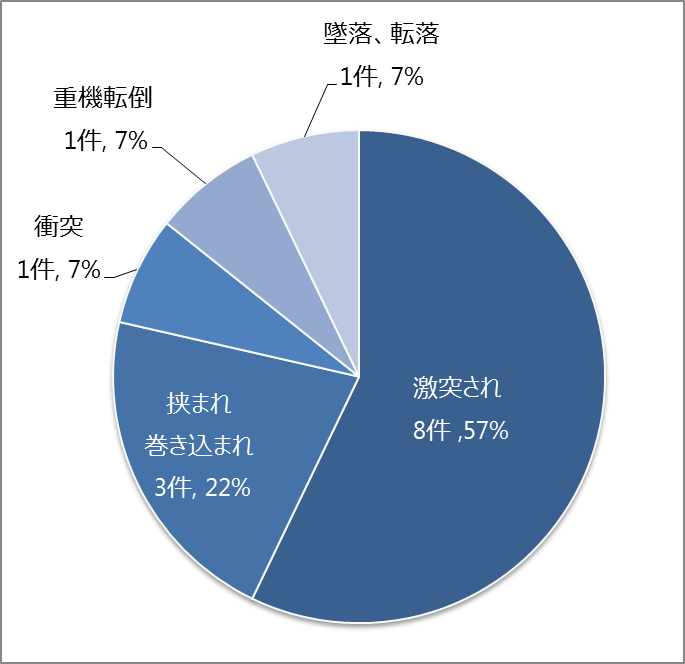 墜落、転落
1件, 7%
重機転倒
1件, 7%
衝突
1件, 7%
激突され
8件 ,57%
挟まれ
巻き込まれ
3件, 22%